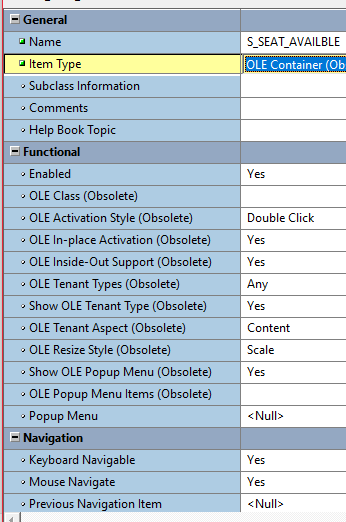 General
Name S_SEAT_AVAILBLE
Item Type OLE Container (Ob
Subclass Information
Comments
Help Book Topic
Functional
Enabled Yes
OLE Class (Obsolete)
OLE Activation Style (Obsolete) Double Click
OLE In-place Activation (Obsolete) Yes
OLE Inside-Out Support (Obsolete) Yes
OLE Tenant Types (Obsolete) Any
Show OLE Tenant Type (Obsolete) Yes
OLE Tenant Aspect (Obsolete) Content
OLE Resize Style (Obsolete) Scale
Show OLE Popup Menu (Obsolete) Yes
OLE Popup Menu Items (Obsolete)
Popup Menu <Null>
Navigation
Keyboard Navigable Yes
Mouse Navigate Yes
Previous Navigation Item <Null>